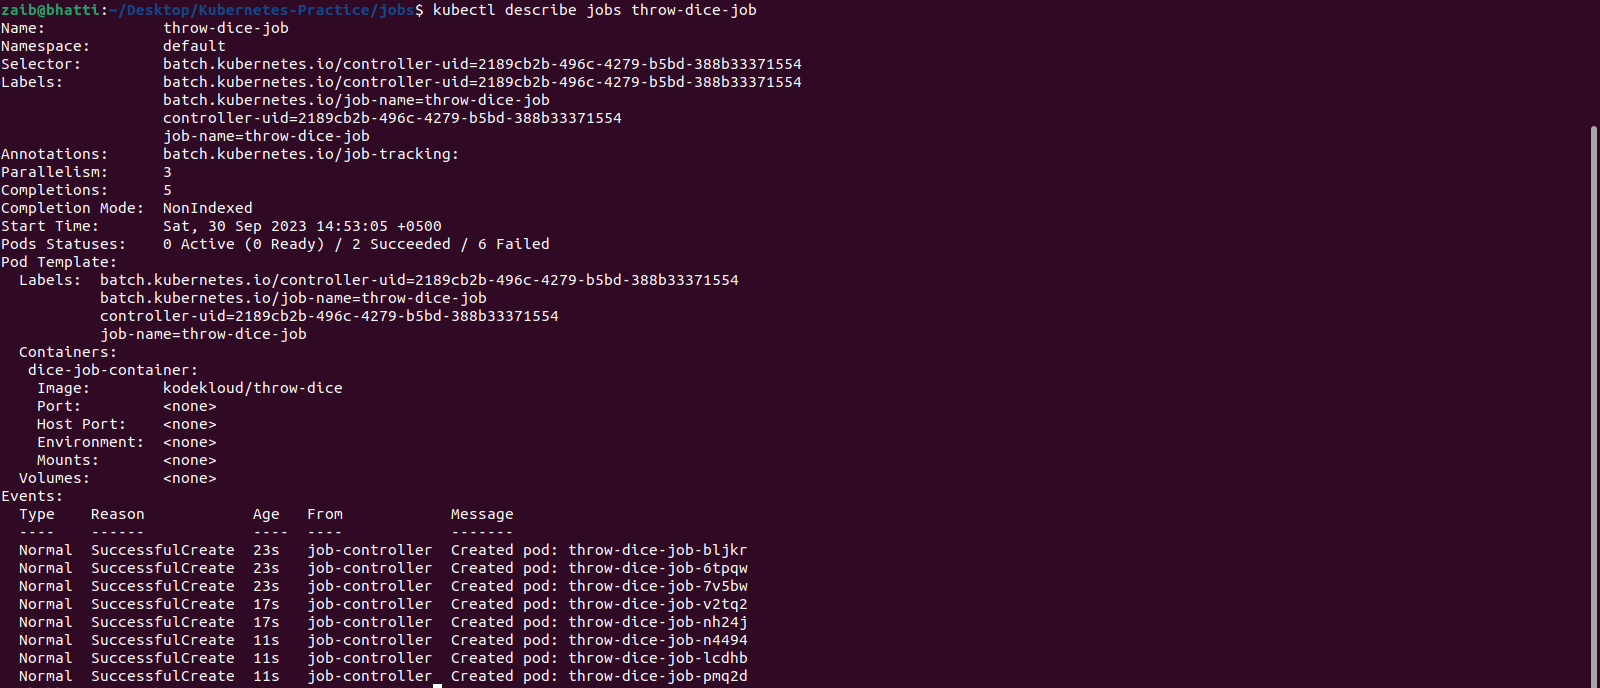 zaib@bhatti:~/Desktop/Kubernetes-Practice/jobs$ kubectl describe jobs throw-dice-job
Name:             throw-dice-job
Namespace:        default
Selector:         batch.kubernetes.io/controller-uid=2189cb2b-496c-4279-b5bd-388b33371554
Labels:           batch.kubernetes.io/controller-uid=2189cb2b-496c-4279-b5bd-388b33371554
                  batch.kubernetes.io/job-name=throw-dice-job
                  controller-uid=2189cb2b-496c-4279-b5bd-388b33371554
                  job-name=throw-dice-job
Annotations:      batch.kubernetes.io/job-tracking:
Parallelism:      3
Completions:      5
Completion Mode:  NonIndexed
Start Time:       Sat, 30 Sep 2023 14:53:05 +0500
Pods Statuses:    0 Active (0 Ready) / 2 Succeeded / 6 Failed
Pod Template:
  Labels:  batch.kubernetes.io/controller-uid=2189cb2b-496c-4279-b5bd-388b33371554
           batch.kubernetes.io/job-name=throw-dice-job
           controller-uid=2189cb2b-496c-4279-b5bd-388b33371554
           job-name=throw-dice-job
  Containers:
   dice-job-container:
    Image:        kodekloud/throw-dice
    Port:         <none>
    Host Port:    <none>
    Environment:  <none>
    Mounts:       <none>
  Volumes:        <none>
Events:
  Type    Reason            Age   From            Message
  ----    ------            ----  ----            -------
  Normal  SuccessfulCreate  23s   job-controller  Created pod: throw-dice-job-bljkr
  Normal  SuccessfulCreate  23s   job-controller  Created pod: throw-dice-job-6tpqw
  Normal  SuccessfulCreate  23s   job-controller  Created pod: throw-dice-job-7v5bw
  Normal  SuccessfulCreate  17s   job-controller  Created pod: throw-dice-job-v2tq2
  Normal  SuccessfulCreate  17s   job-controller  Created pod: throw-dice-job-nh24j
  Normal  SuccessfulCreate  11s   job-controller  Created pod: throw-dice-job-n4494
  Normal  SuccessfulCreate  11s   job-controller  Created pod: throw-dice-job-lcdhb
  Normal  SuccessfulCreate  11s   job-controller  Created pod: throw-dice-job-pmq2d